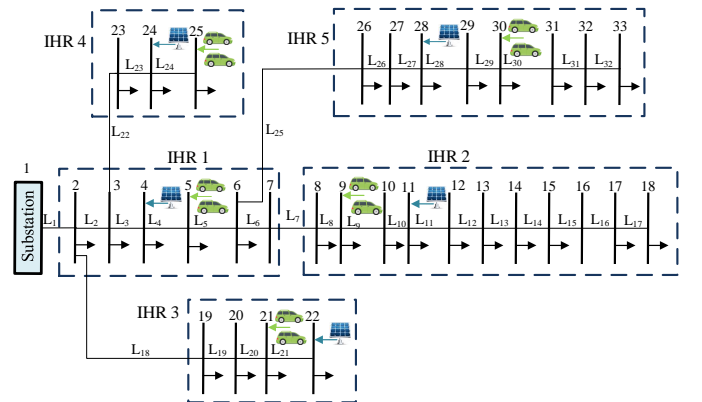 23 24 25
IHR 4
L23 L24
L22
26 27 28 29 30 31 32 33
IHR 5
L26 L27 L28 L29 L30 L31 L32
L25
1
Substation
L1
IHR 1
2 3 4 5 6 7
L2 L3 L4 L5 L6
L7
IHR 2
8 9 10 11 12 13 14 15 16 17 18
L8 L9 L10 L11 L12 L13 L14 L15 L16 L17
L18
IHR 3
19 20 21 22
L19 L20 L21